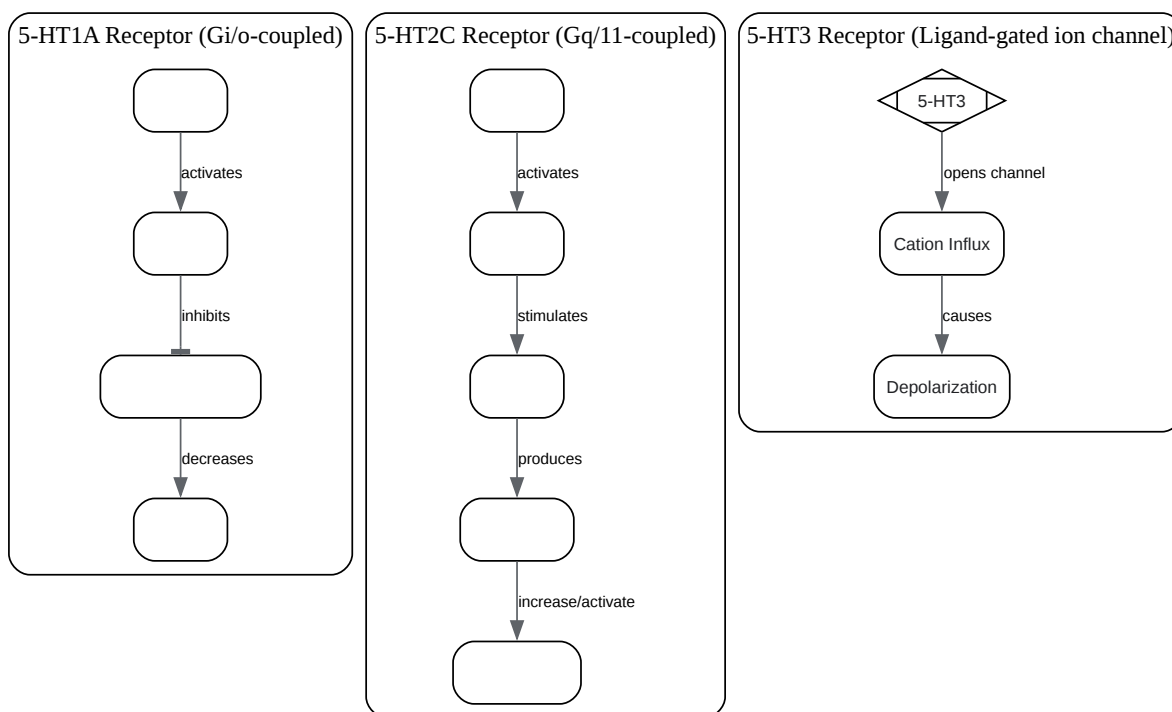 5-HT1A Receptor (Gi/o-coupled)
activates
inhibits
decreases
5-HT2C Receptor (Gq/11-coupled)
activates
stimulates
produces
increase/activate
5-HT3 Receptor (Ligand-gated ion channel)
5-HT3
opens channel
Cation Influx
causes
Depolarization